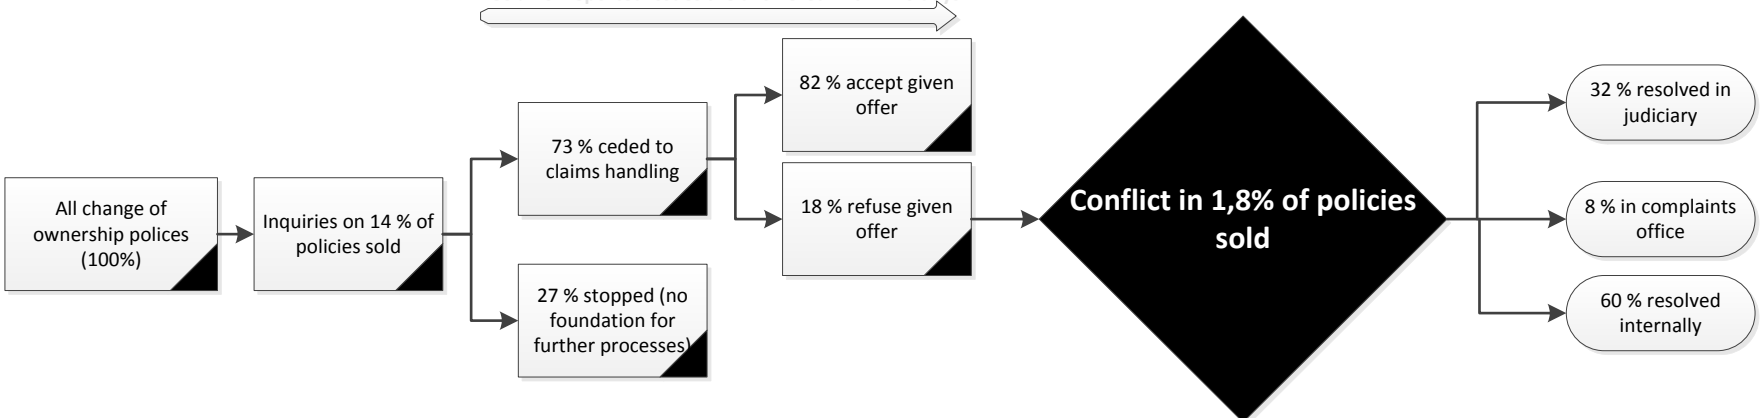 All change of
ownership polices
(100%)
Inquiries on 14 % of
policies sold
73 % ceded to
claims handling
27 % stopped (no
foundation for
further processes)
82 % accept given
offer
18 % refuse given
offer
Conflict in 1,8% of policies
sold
32 % resolved in
judiciary
8 % in complaints
office
60 % resolved
internally